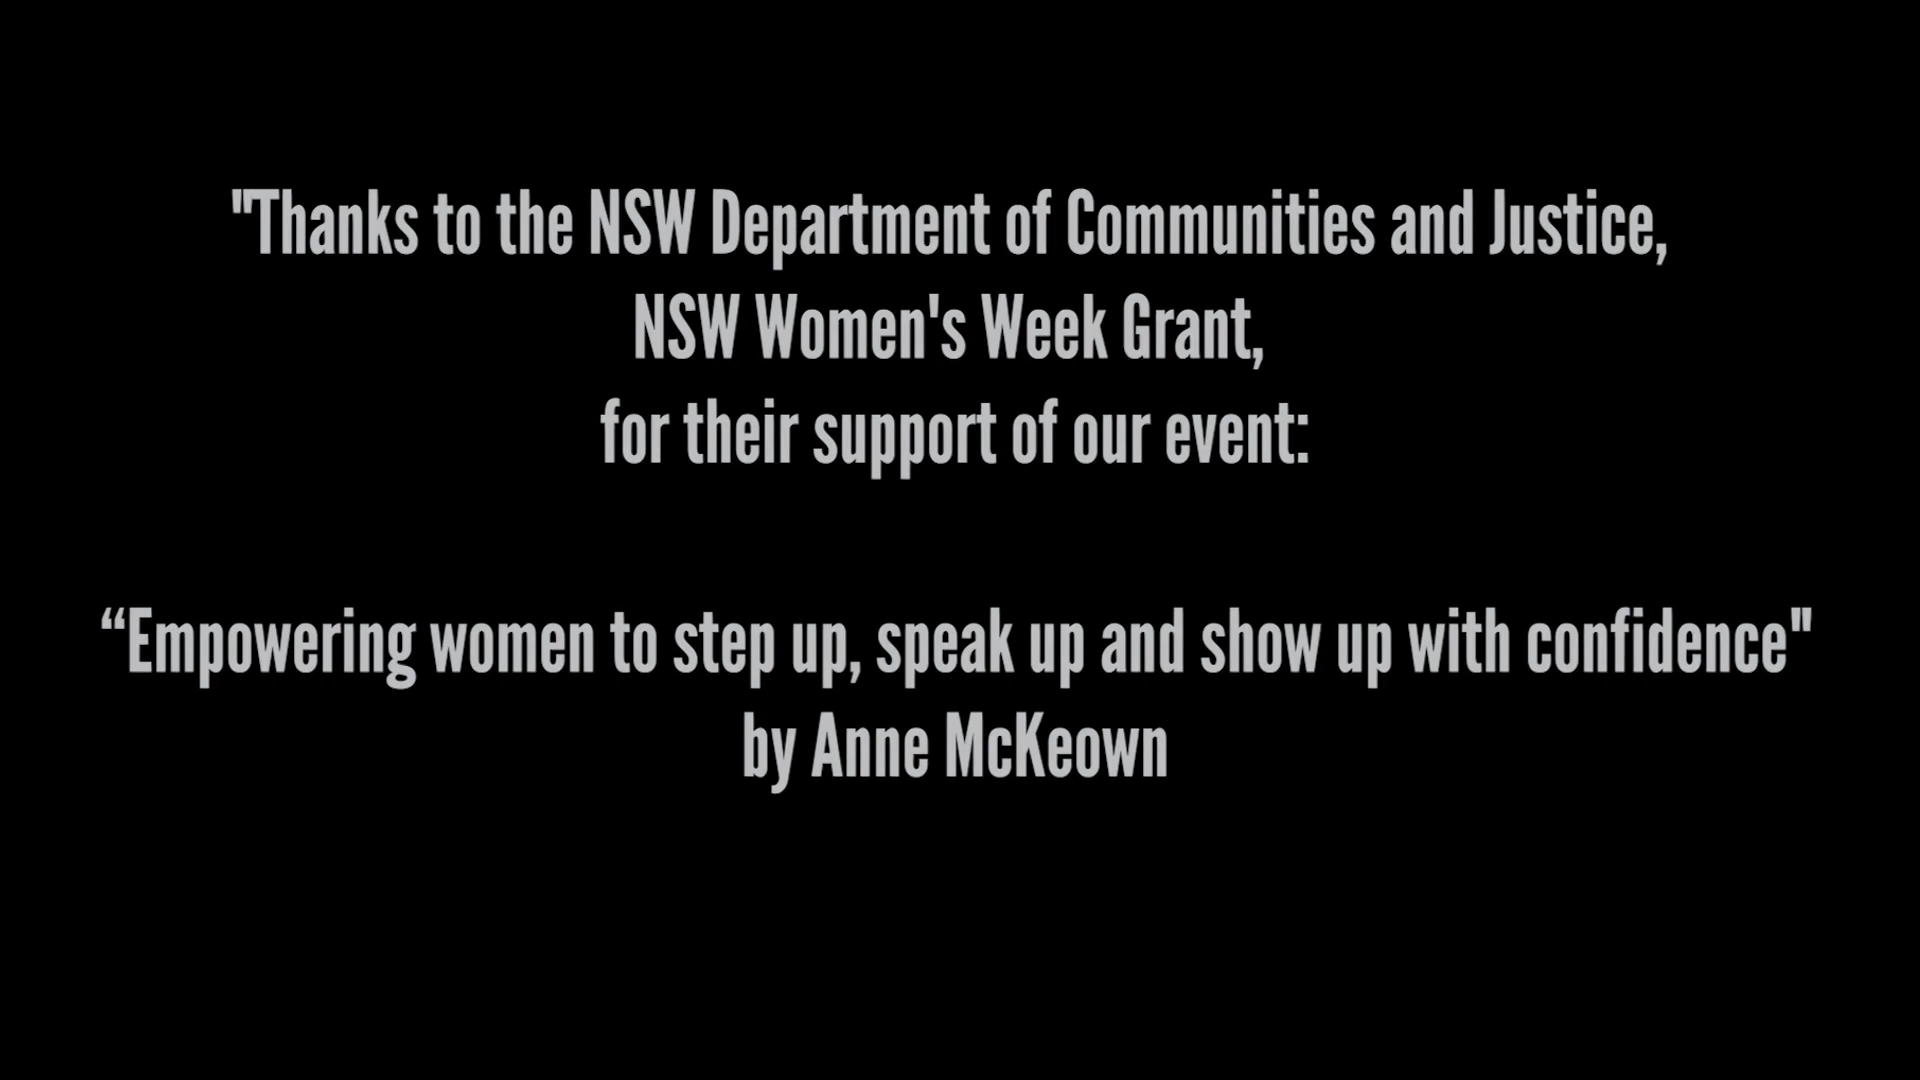 "Thanks to the NSW Department of Communities and Justice,
NSW Women's Week Grant,
for their support of our event:
“Empowering women to step up, speak up and show up with confidence"
by Anne McKeown